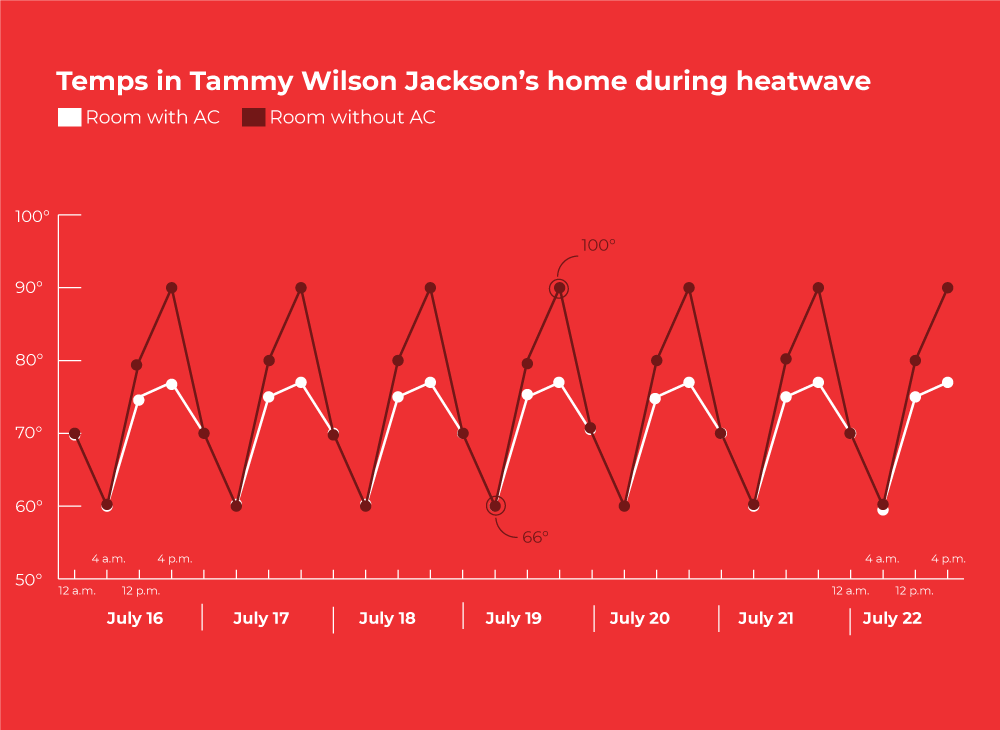 Temps in Tammy Wilson Jackson’s home during heatwave
Room with AC Room without AC
100°
100°
90°
80°
70°
60°
66°
4 a.m. 4 p.m. 4 a.m. 4 p.m.
50°
12 a.m. 12 p.m. 12 a.m. 12 p.m.
July 16 July 17 July 18 July 19 July 20 July 21 July 22